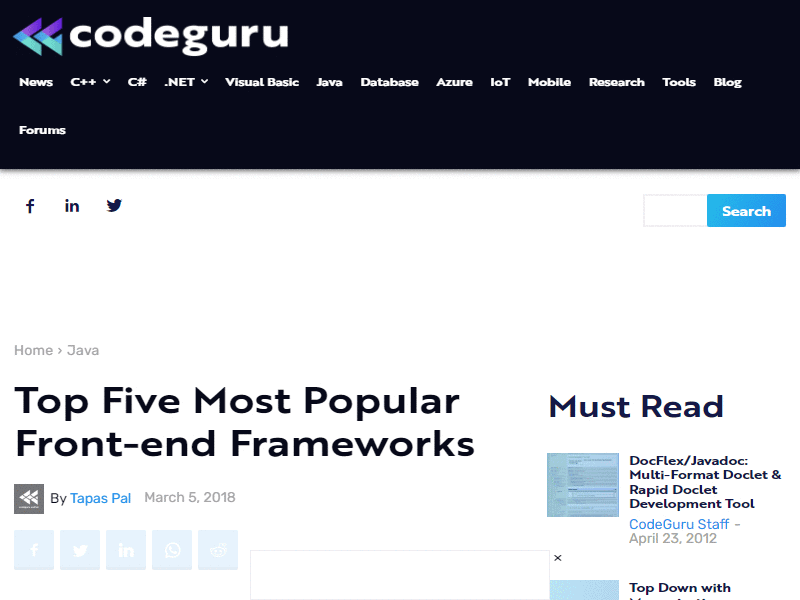 codeguru
News C++ C# .NET Visual Basic Java Database Azure IoT Mobile Research Tools Blog
Forums
Search
Home › Java
Top Five Most Popular
Front-end Frameworks
By Tapas Pal March 5, 2018
Must Read
DocFlex/Javadoc:
Multi-Format Doclet &
Rapid Doclet
Development Tool
CodeGuru Staff -
April 23, 2012
×
Top Down with